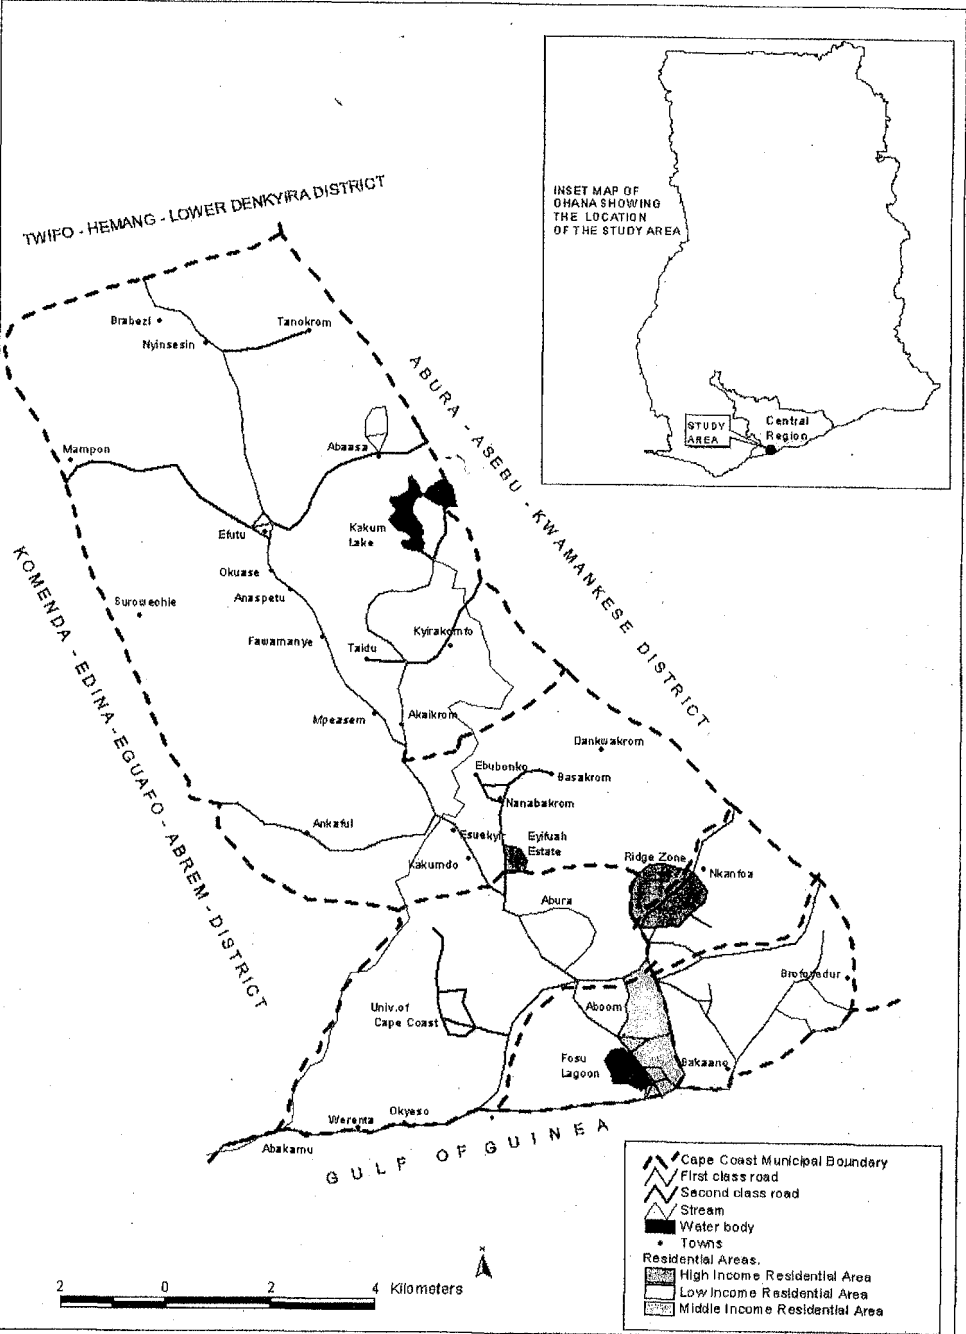 INSET MAP OF
GHANA SHOWING
THE LOCATION
OF THE STUDY AREA
STUDY
AREA
Central
Region
TWIFO - HEMANG - LOWER DENKYIRA DISTRICT
ABURA - ASEBU - KWAMANKESE DISTRICT
KOMENDA - EDINA - EGUAFO - ABREM - DISTRICT
Brabezi
Tanokrom
Nyinsesin
Mampon
Abaasa
Efutu
Kakum
Lake
Okuase
Anaspetu
Suroweohie
Fawamanye
Kyirakomfo
Taidu
Mpeasem
Akaikrom
Dankwakrom
Ebubonko
Basakrom
Nanabakrom
Ankaful
Esuekyir
Eyifuah
Estate
Kakumdo
Ridge Zone
Nkanfoa
Abura
Brofoyedur
Univ.of
Cape Coast
Aboom
Fosu
Lagoon
Bakaano
Okyeso
Werenta
Abakamu
GULF OF GUINEA
Cape Coast Municipal Boundary
First class road
Second class road
Stream
Water body
Towns
Residential Areas.
High Income Residential Area
Low Income Residential Area
Middle Income Residential Area
N
2 0 2 4 Kilometers